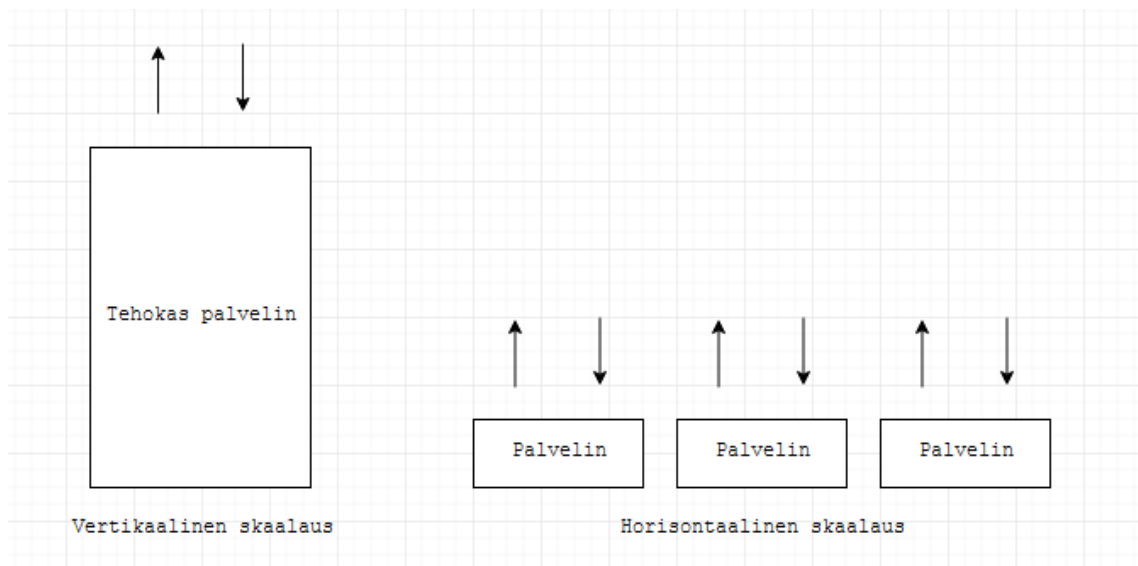 Tehokas palvelin
Vertikaalinen skaalaus
Palvelin
Palvelin
Palvelin
Horisontaalinen skaalaus